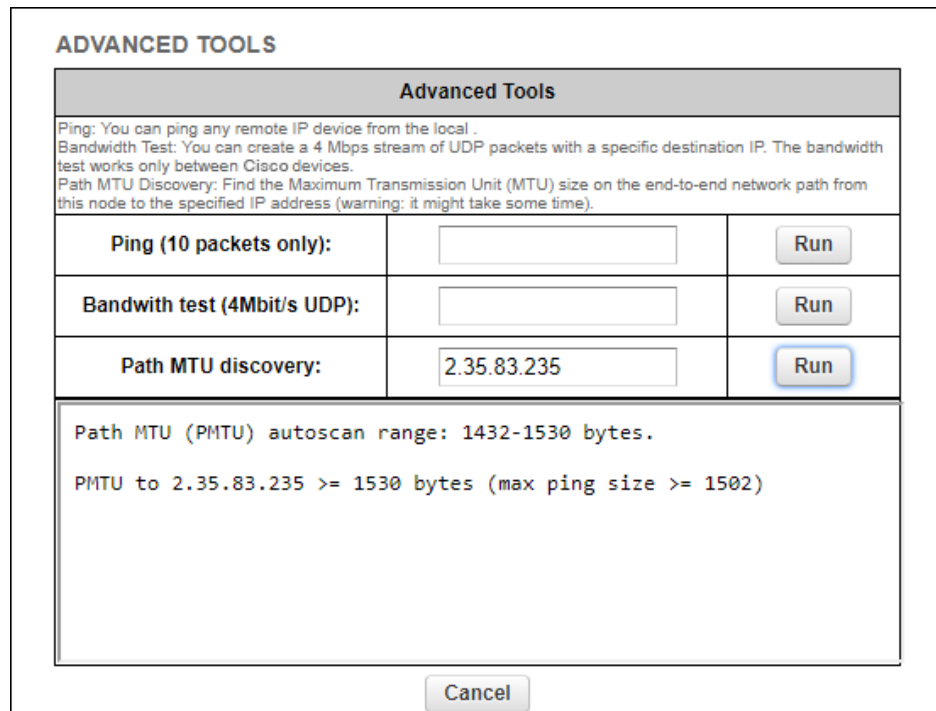 ADVANCED TOOLS
Advanced Tools
Ping: You can ping any remote IP device from the local .
Bandwidth Test: You can create a 4 Mbps stream of UDP packets with a specific destination IP. The bandwidth
test works only between Cisco devices.
Path MTU Discovery: Find the Maximum Transmission Unit (MTU) size on the end-to-end network path from
this node to the specified IP address (warning: it might take some time).
Ping (10 packets only): Run
Bandwith test (4Mbit/s UDP): Run
Path MTU discovery: 2.35.83.235 Run
Path MTU (PMTU) autoscan range: 1432-1530 bytes.
PMTU to 2.35.83.235 >= 1530 bytes (max ping size >= 1502)
Cancel